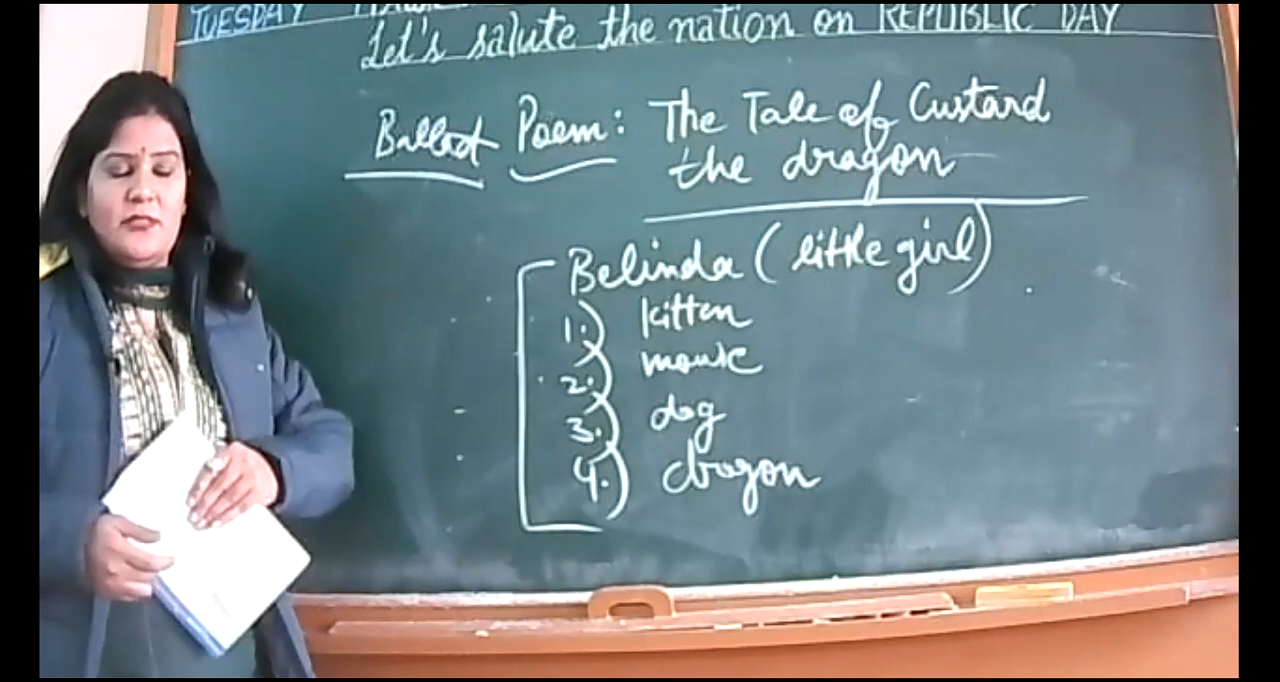 TUESDAY
Let's salute the nation on REPUBLIC DAY
Ballad Poem: The Tale of Custard
the dragon
Belinda (little girl)
1.) kitten
2.) mouse
3.) dog
4.) dragon